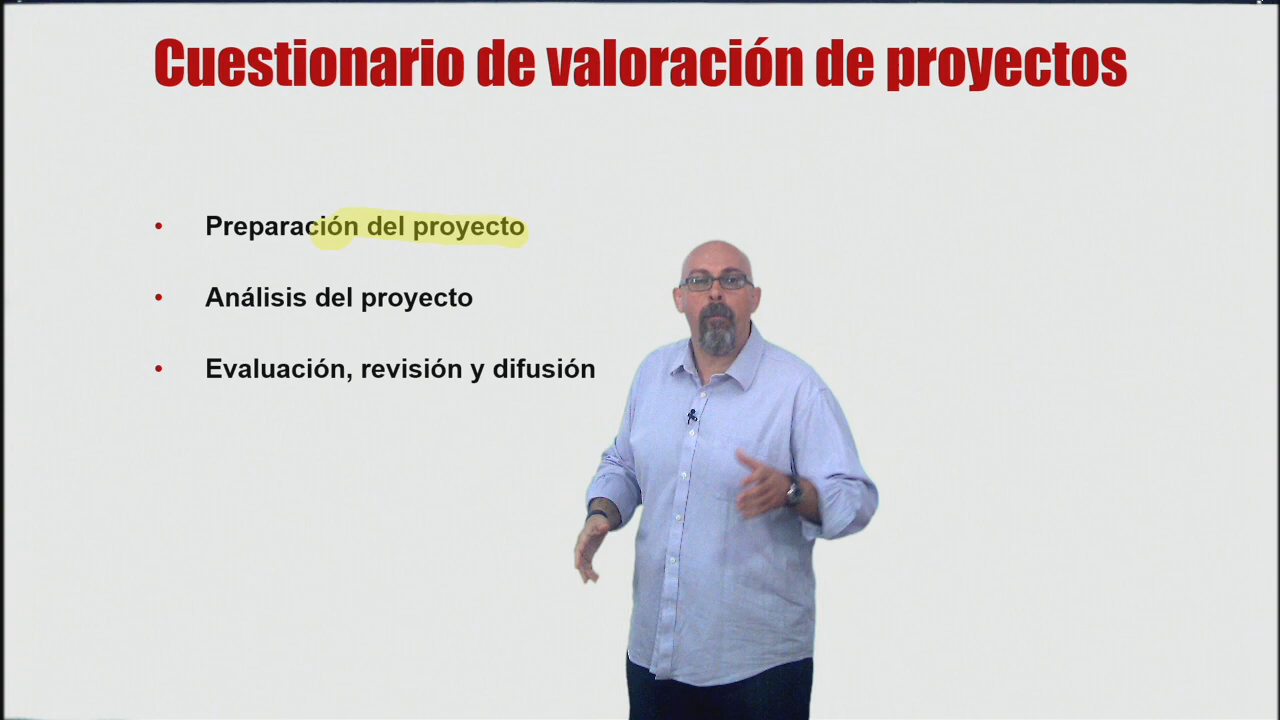 Cuestionario de valoración de proyectos
• Preparación del proyecto
• Análisis del proyecto
• Evaluación, revisión y difusión